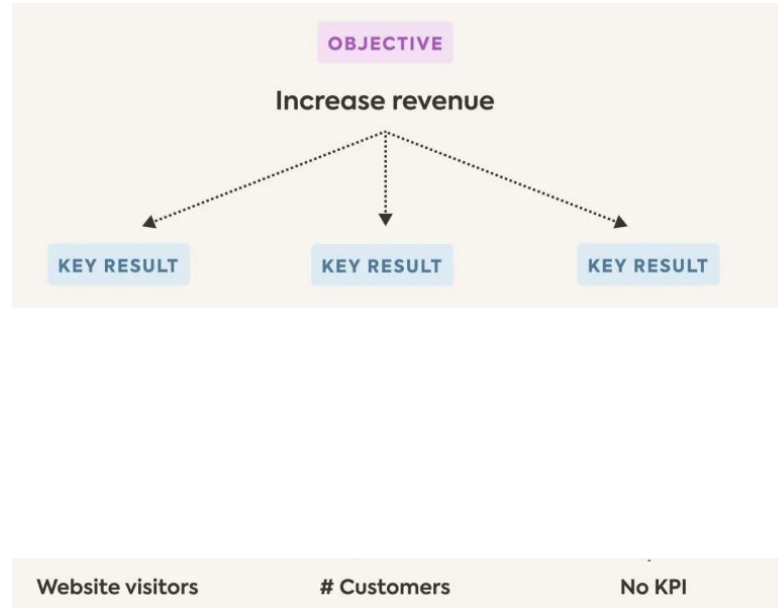 OBJECTIVE
Increase revenue
KEY RESULT KEY RESULT KEY RESULT
Website visitors # Customers No KPI